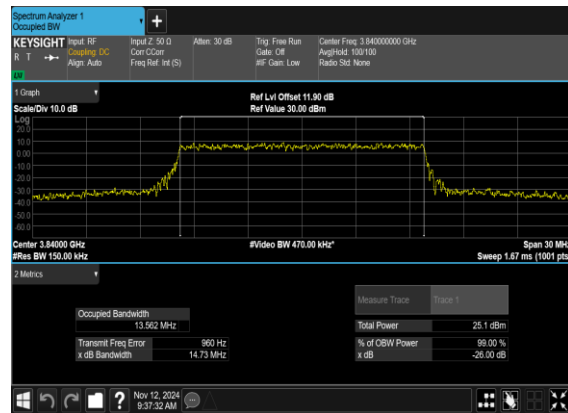 Spectrum Analyzer 1
Occupied BW
+
KEYSIGHT Input: RF Input Z: 50 Ω Atten: 30 dB Trig: Free Run Center Freq: 3.840000000 GHz
R T Coupling: DC Corr CCorr Gate: Off Avg|Hold: 100/100
Align: Auto Freq Ref: Int (S) #IF Gain: Low Radio Std: None
LXI
1 Graph
Scale/Div 10.0 dB Ref Lvl Offset 11.90 dB
Ref Value 30.00 dBm
Log
20.0
10.0
0.00
-10.0
-20.0
-30.0
-40.0
-50.0
-60.0
Center 3.84000 GHz #Video BW 470.00 kHz* Span 30 MHz
#Res BW 150.00 kHz Sweep 1.67 ms (1001 pts
2 Metrics
Measure Trace Trace 1
Occupied Bandwidth
13.562 MHz Total Power 25.1 dBm
Transmit Freq Error 960 Hz % of OBW Power 99.00 %
x dB Bandwidth 14.73 MHz x dB -26.00 dB
? Nov 12, 2024
9:37:32 AM